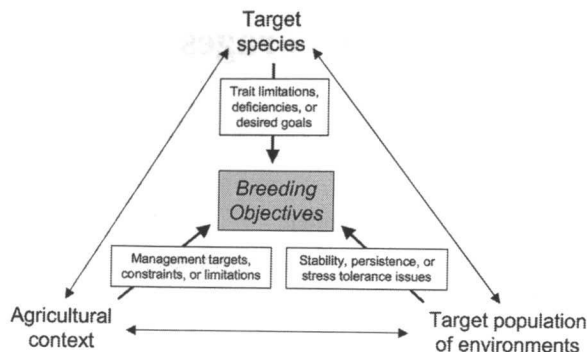 Target
species
Trait limitations,
deficiencies, or
desired goals
Breeding
Objectives
Management targets,
constraints, or limitations
Stability, persistence, or
stress tolerance issues
Agricultural
context
Target population
of environments